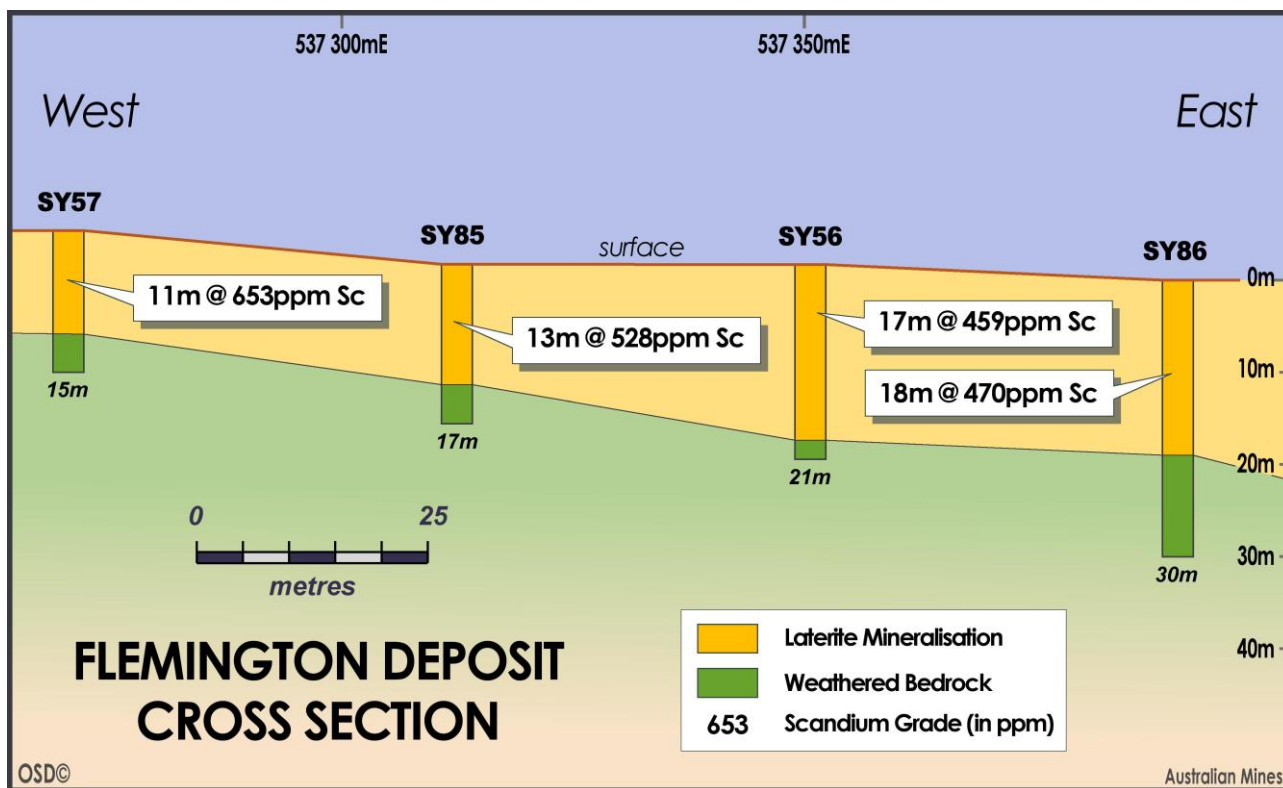 537 300mE
537 350mE
West
East
SY57
SY85
surface
SY56
SY86
0m
11m @ 653ppm Sc
13m @ 528ppm Sc
17m @ 459ppm Sc
18m @ 470ppm Sc
10m
15m
17m
21m
20m
30m
30m
40m
0
25
metres
FLEMINGTON DEPOSIT
CROSS SECTION
Laterite Mineralisation
Weathered Bedrock
653 Scandium Grade (in ppm)
OSD©
Australian Mines